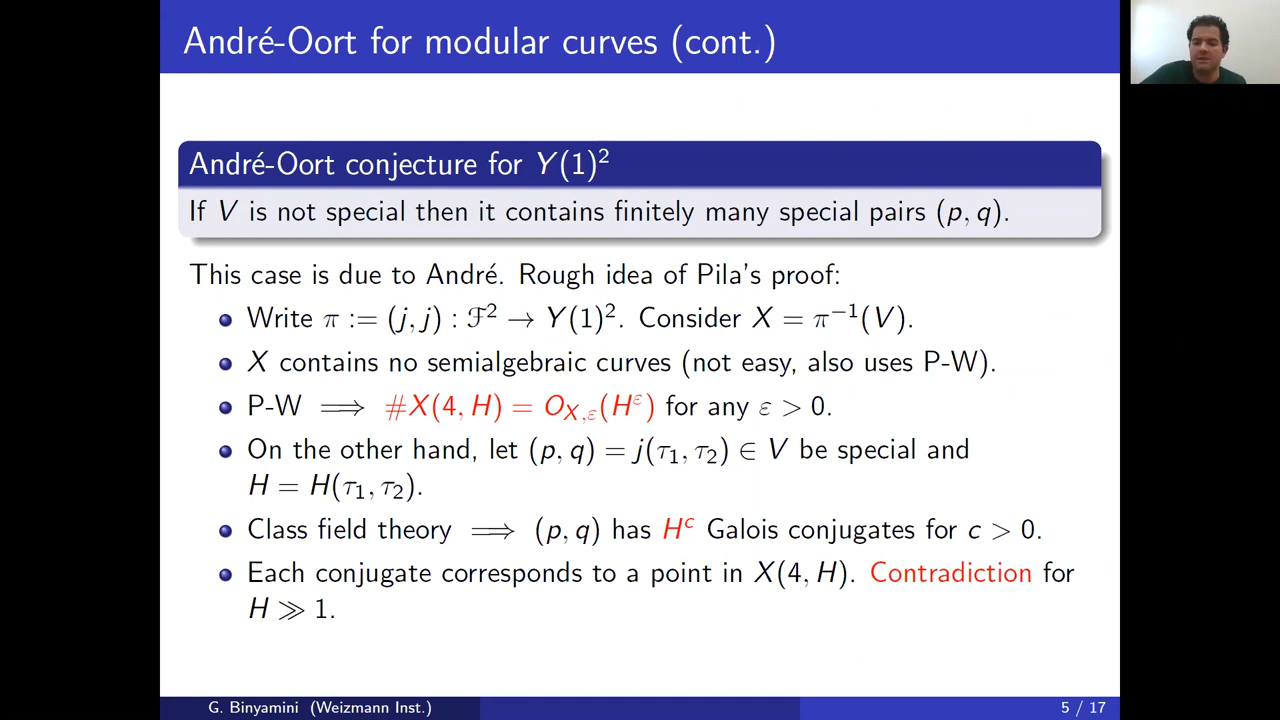 André-Oort for modular curves (cont.)
André-Oort conjecture for Y(1)²
If V is not special then it contains finitely many special pairs (p, q).
This case is due to André. Rough idea of Pila's proof:
Write π := (j, j) : ℱ² → Y(1)². Consider X = π⁻¹(V).
X contains no semialgebraic curves (not easy, also uses P-W).
P-W ⟹ #X(4, H) = O_{X,ε}(H^ε) for any ε > 0.
On the other hand, let (p, q) = j(τ₁, τ₂) ∈ V be special and
H = H(τ₁, τ₂).
Class field theory ⟹ (p, q) has H^c Galois conjugates for c > 0.
Each conjugate corresponds to a point in X(4, H). Contradiction for
H ≫ 1.
G. Binyamini (Weizmann Inst.)
5 / 17